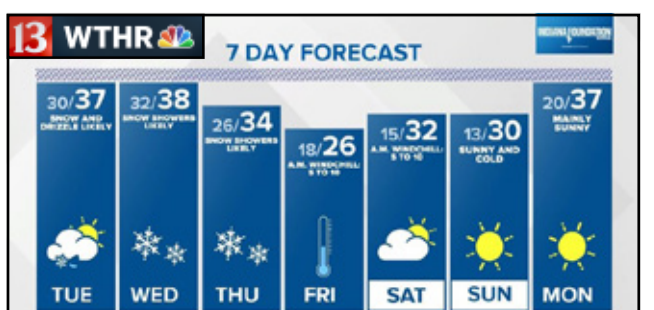 13 WTHR
INDIANA FOUNDATION
7 DAY FORECAST
30/37
SNOW AND
DRIZZLE LIKELY
TUE
32/38
SNOW SHOWERS
LIKELY
WED
26/34
SNOW SHOWERS
LIKELY
THU
18/26
A.M. WINDCHILL:
5 TO 10
FRI
15/32
A.M. WINDCHILL:
5 TO 10
SAT
13/30
SUNNY AND
COLD
SUN
20/37
MAINLY
SUNNY
MON